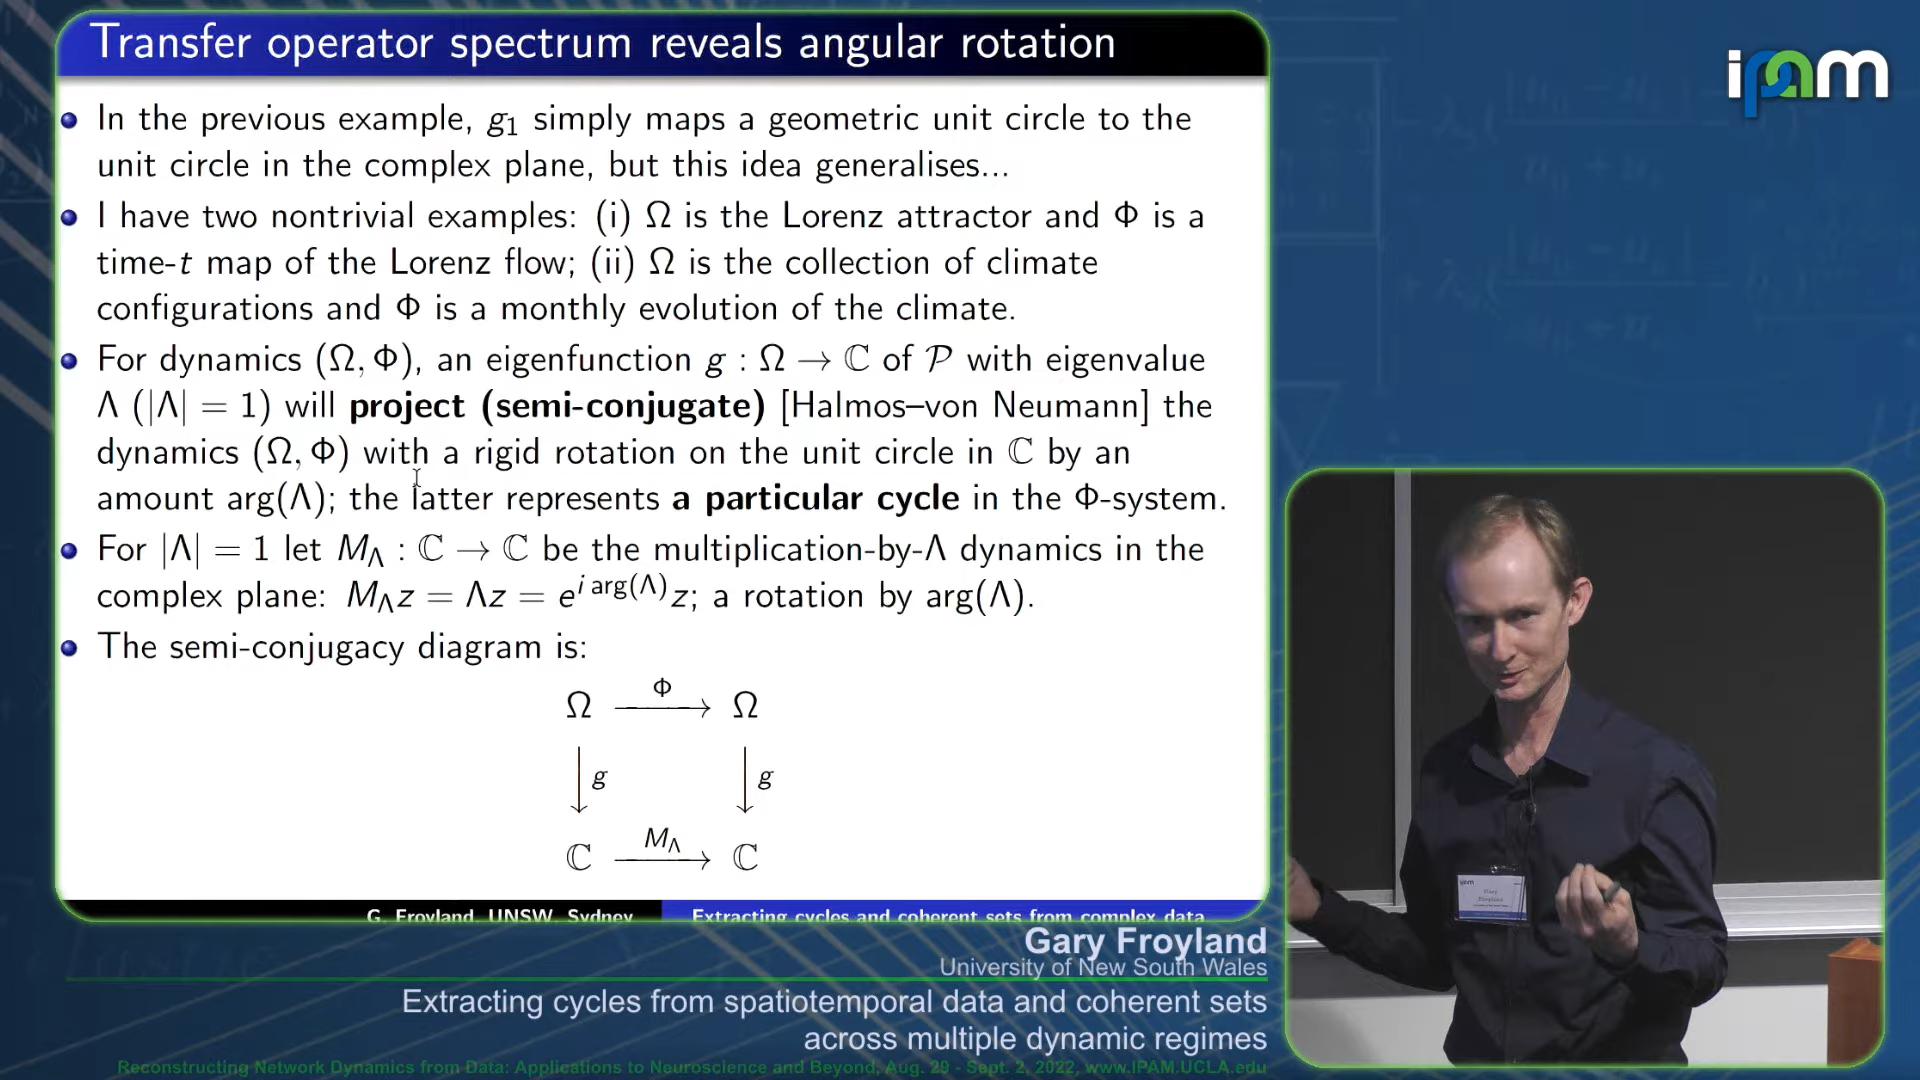 Transfer operator spectrum reveals angular rotation
In the previous example, g₁ simply maps a geometric unit circle to the
unit circle in the complex plane, but this idea generalises...
I have two nontrivial examples: (i) Ω is the Lorenz attractor and Φ is a
time-t map of the Lorenz flow; (ii) Ω is the collection of climate
configurations and Φ is a monthly evolution of the climate.
For dynamics (Ω, Φ), an eigenfunction g : Ω → ℂ of 𝒫 with eigenvalue
Λ (|Λ| = 1) will project (semi-conjugate) [Halmos–von Neumann] the
dynamics (Ω, Φ) with a rigid rotation on the unit circle in ℂ by an
amount arg(Λ); the latter represents a particular cycle in the Φ-system.
For |Λ| = 1 let M_Λ : ℂ → ℂ be the multiplication-by-Λ dynamics in the
complex plane: M_Λ z = Λz = e^{i arg(Λ)} z; a rotation by arg(Λ).
The semi-conjugacy diagram is:
Φ
Ω → Ω
↓ g ↓ g
M_Λ
ℂ → ℂ
G. Froyland, UNSW, Sydney Extracting cycles and coherent sets from complex data
ipam
Gary Froyland
University of New South Wales
Extracting cycles from spatiotemporal data and coherent sets
across multiple dynamic regimes
Reconstructing Network Dynamics from Data: Applications to Neuroscience and Beyond, Aug. 29 - Sept. 2, 2022, www.IPAM.UCLA.edu